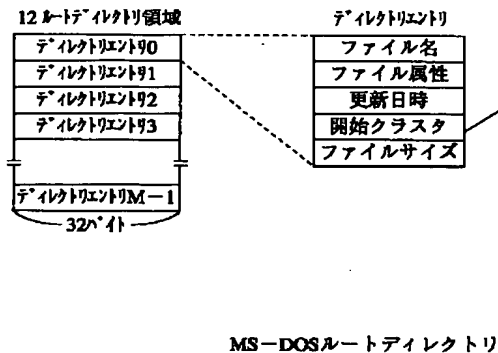 12 ルートディレクトリ領域
ディレクトリエントリ0
ディレクトリエントリ1
ディレクトリエントリ2
ディレクトリエントリ3
ディレクトリエントリM－1
32バイト
ディレクトリエントリ
ファイル名
ファイル属性
更新日時
開始クラスタ
ファイルサイズ
MS－DOSルートディレクトリ